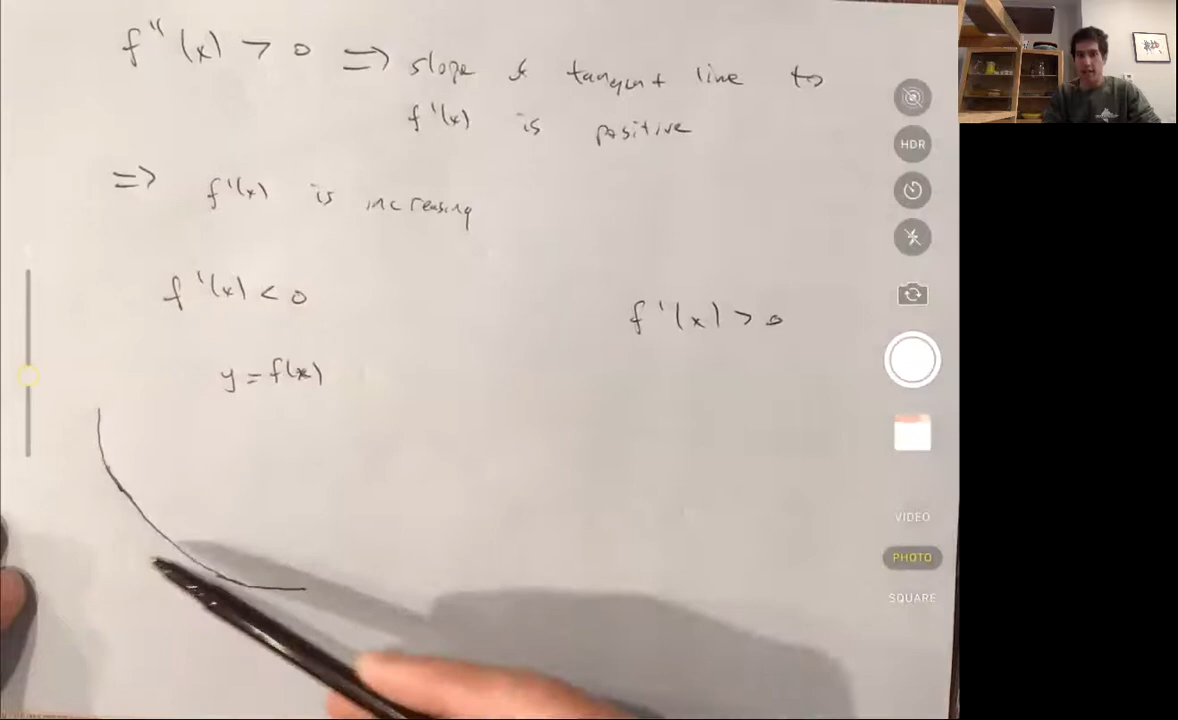 f''(x) > 0 => slope of tangent line to
f'(x) is positive
=> f'(x) is increasing
f'(x) < 0
f'(x) > 0
y = f(x)
HDR
VIDEO
PHOTO
SQUARE